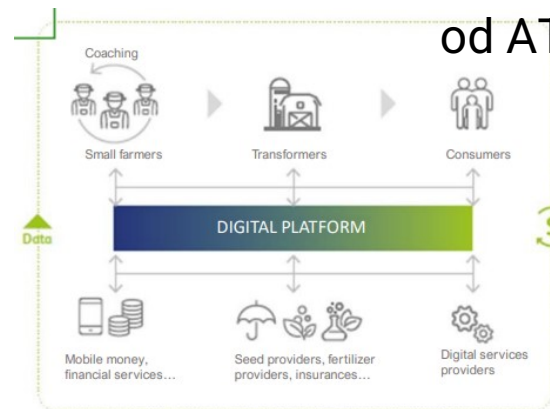 od AT
Coaching
Small farmers
Transformers
Consumers
DIGITAL PLATFORM
Data
Mobile money,
financial services…
Seed providers, fertilizer
providers, insurances…
Digital services
providers